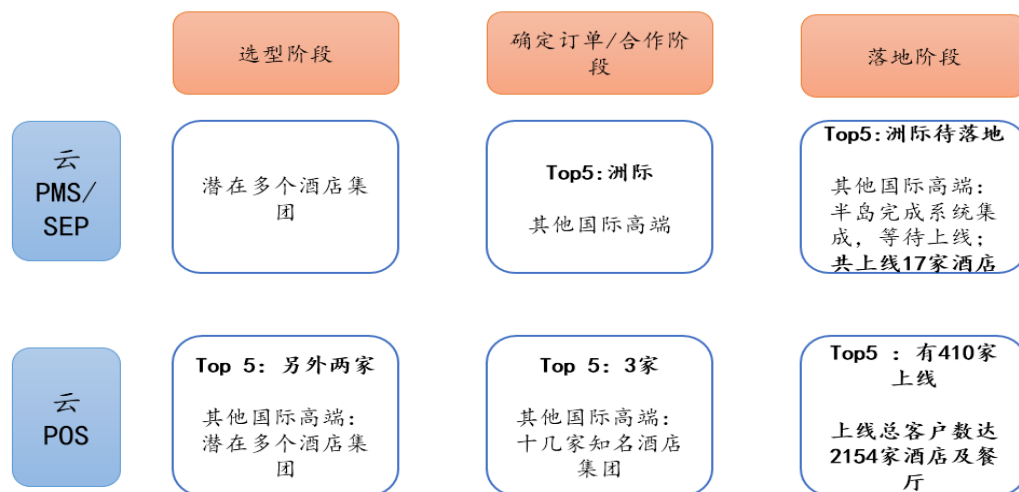 选型阶段
确定订单/合作阶
段
落地阶段
云
PMS/
SEP
潜在多个酒店集
团
Top5:洲际
其他国际高端
Top5:洲际待落地
其他国际高端：
半岛完成系统集
成，等待上线；
共上线17家酒店
云
POS
Top 5: 另外两家
其他国际高端：
潜在多个酒店集
团
Top 5: 3家
其他国际高端：
十几家知名酒店
集团
Top5 : 有410家
上线
上线总客户数达
2154家酒店及餐
厅